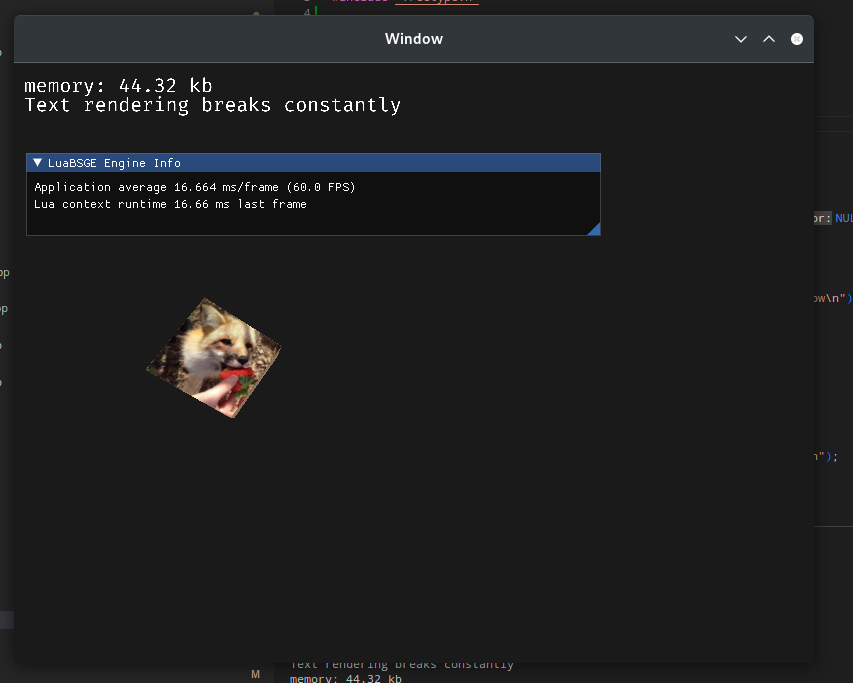 4
Window
memory: 44.32 kb
Text rendering breaks constantly
LuaBSGE Engine Info
Application average 16.664 ms/frame (60.0 FPS)
Lua context runtime 16.66 ms last frame
or: NUL
pp
ow\n")
p
n");
Text rendering breaks constantly
M
memory: 44.32 kb